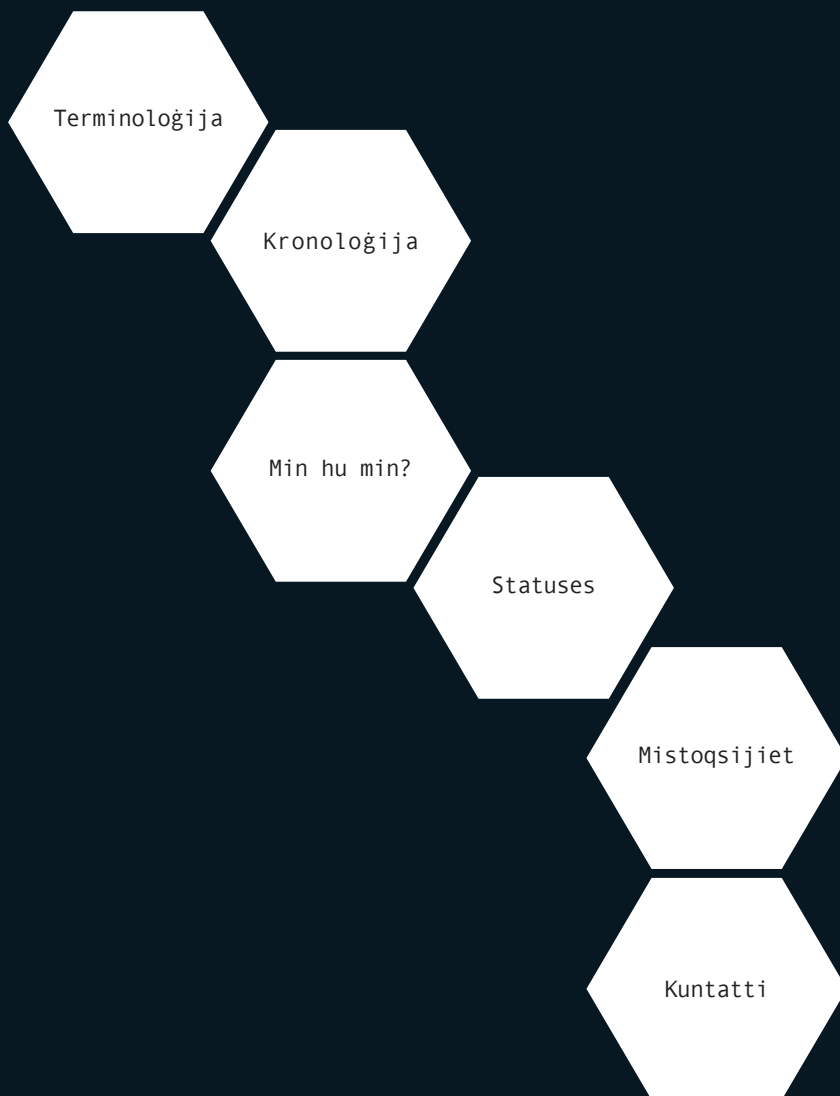 Terminoloġija
Kronoloġija
Min hu min?
Statuses
Mistoqsijiet
Kuntatti